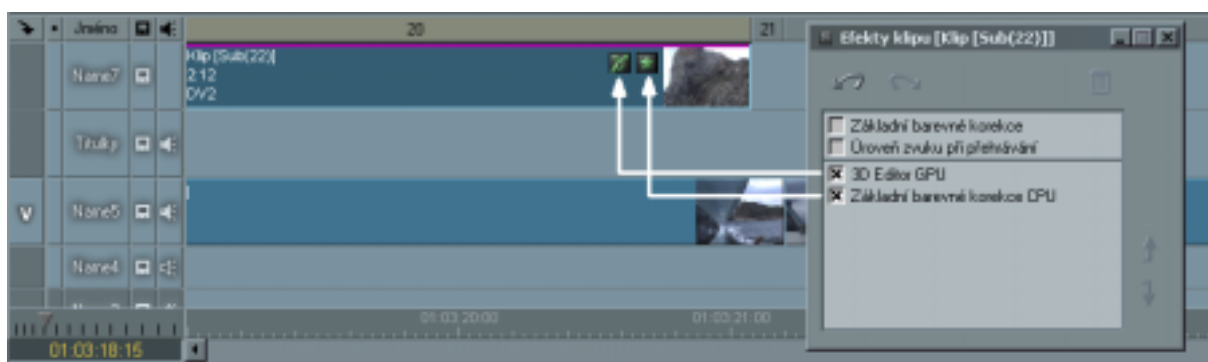 Jméno
20
21
Efekty klipu [Klip [Sub(22)]]
Name7
Klip [Sub(22)]
2:12
DV2
Titulky
Základní barevné korekce
Úroveň zvuku při přehrávání
3D Editor GPU
Základní barevné korekce CPU
V
Name5
Name4
01:03:20:00
01:03:21:00
01:03:18:15